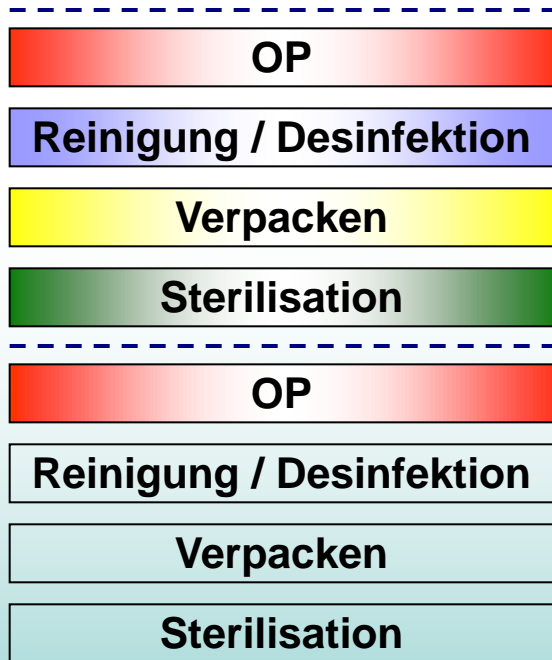 OP
Reinigung / Desinfektion
Verpacken
Sterilisation
OP
Reinigung / Desinfektion
Verpacken
Sterilisation